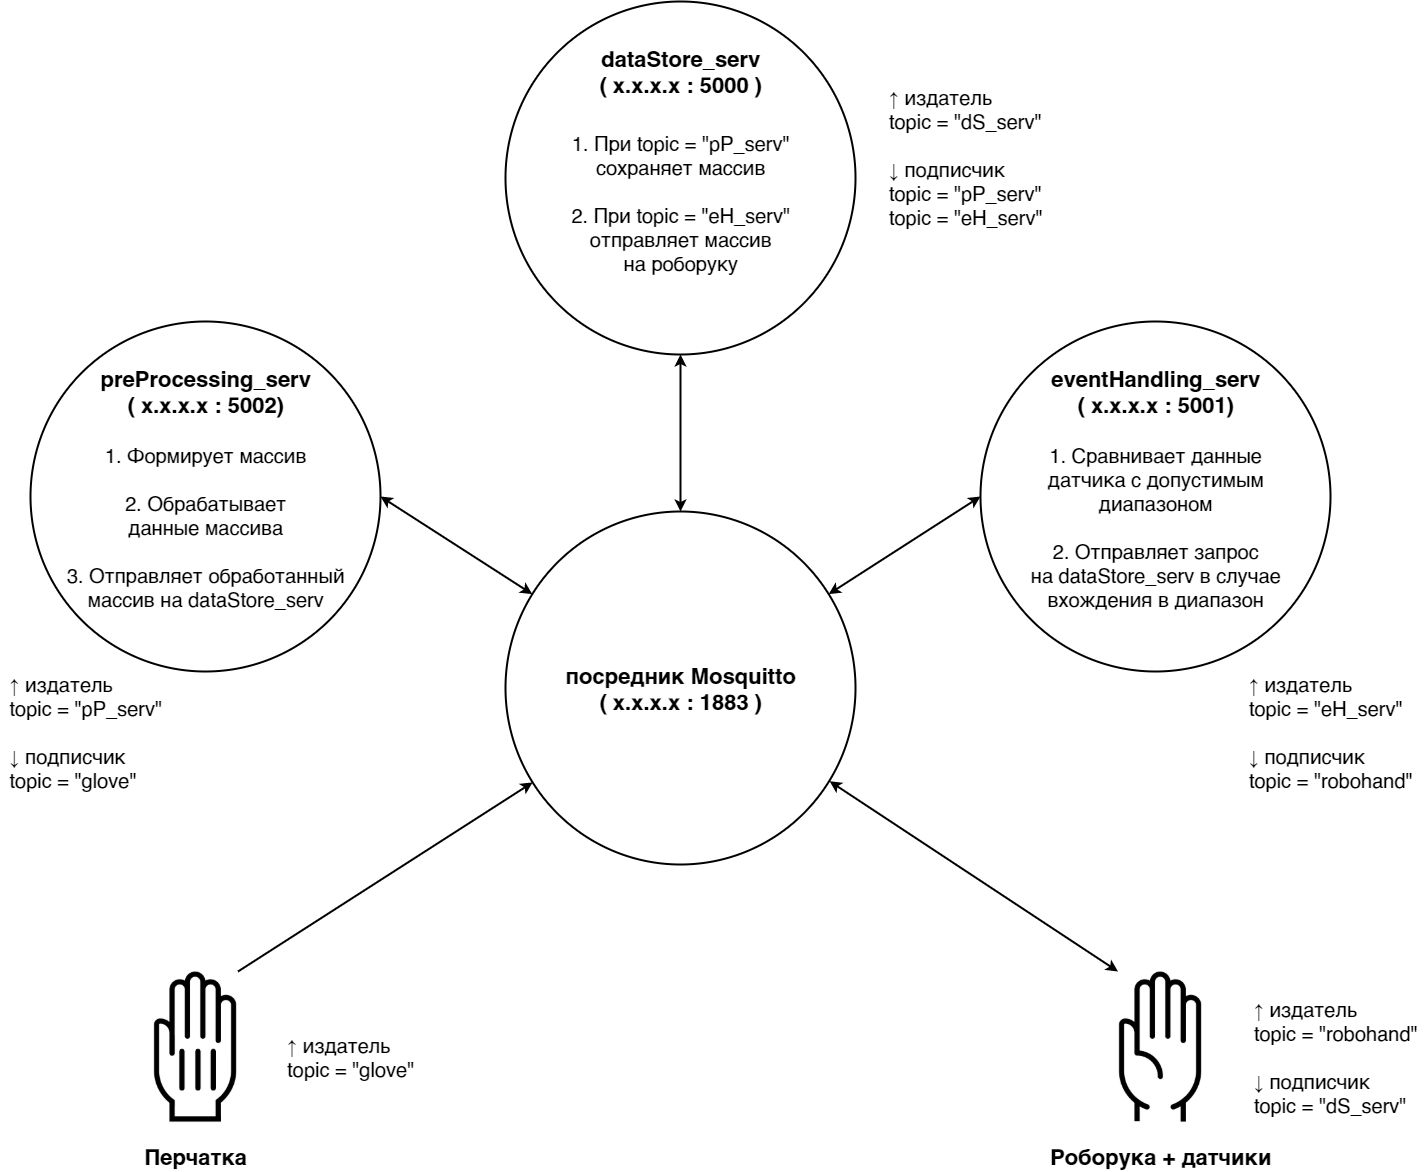 dataStore_serv
( x.x.x.x : 5000 )
1. При topic = "pP_serv"
сохраняет массив
2. При topic = "eH_serv"
отправляет массив
на роборуку
↑ издатель
topic = "dS_serv"
↓ подписчик
topic = "pP_serv"
topic = "eH_serv"
preProcessing_serv
( x.x.x.x : 5002)
1. Формирует массив
2. Обрабатывает
данные массива
3. Отправляет обработанный
массив на dataStore_serv
↑ издатель
topic = "pP_serv"
↓ подписчик
topic = "glove"
eventHandling_serv
( x.x.x.x : 5001)
1. Сравнивает данные
датчика с допустимым
диапазоном
2. Отправляет запрос
на dataStore_serv в случае
вхождения в диапазон
↑ издатель
topic = "eH_serv"
↓ подписчик
topic = "robohand"
посредник Mosquitto
( x.x.x.x : 1883 )
↑ издатель
topic = "glove"
Перчатка
↑ издатель
topic = "robohand"
↓ подписчик
topic = "dS_serv"
Роборука + датчики